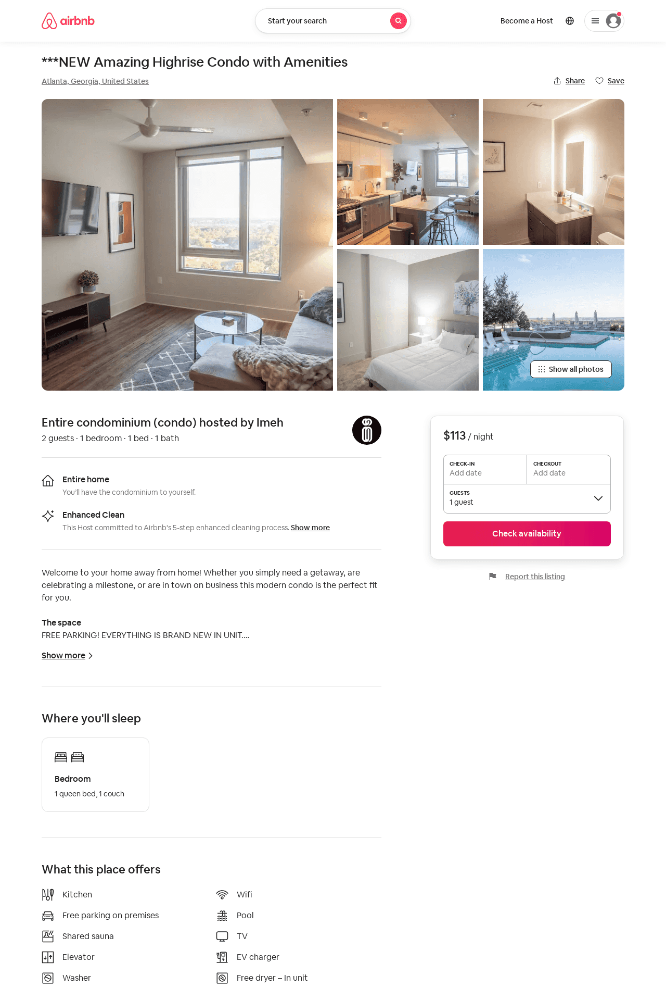 airbnb
Start your search
Become a Host
***NEW Amazing Highrise Condo with Amenities
Atlanta, Georgia, United States
Share
Save
Show all photos
Entire condominium (condo) hosted by Imeh
2 guests · 1 bedroom · 1 bed · 1 bath
Entire home
You’ll have the condominium to yourself.
Enhanced Clean
This Host committed to Airbnb's 5-step enhanced cleaning process. Show more
$113 / night
CHECK-IN
Add date
CHECKOUT
Add date
GUESTS
1 guest
Check availability
Report this listing
Welcome to your home away from home! Whether you simply need a getaway, are
celebrating a milestone, or are in town on business this modern condo is the perfect fit
for you.
The space
FREE PARKING! EVERYTHING IS BRAND NEW IN UNIT....
Show more
Where you'll sleep
Bedroom
1 queen bed, 1 couch
What this place offers
Kitchen
Wifi
Free parking on premises
Pool
Shared sauna
TV
Elevator
EV charger
Washer
Free dryer – In unit